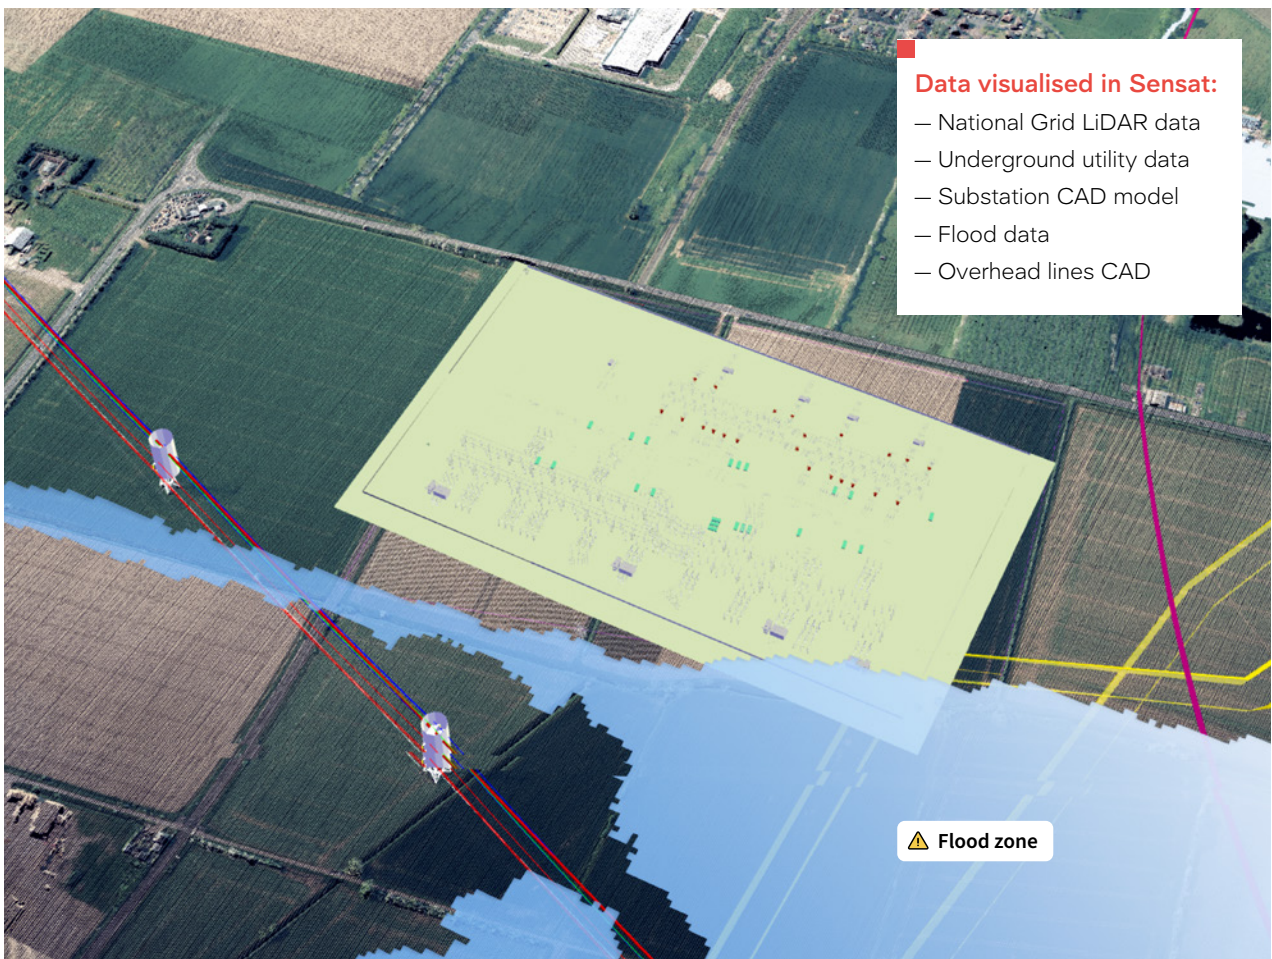 Data visualised in Sensat:
— National Grid LiDAR data
— Underground utility data
— Substation CAD model
— Flood data
— Overhead lines CAD
Flood zone